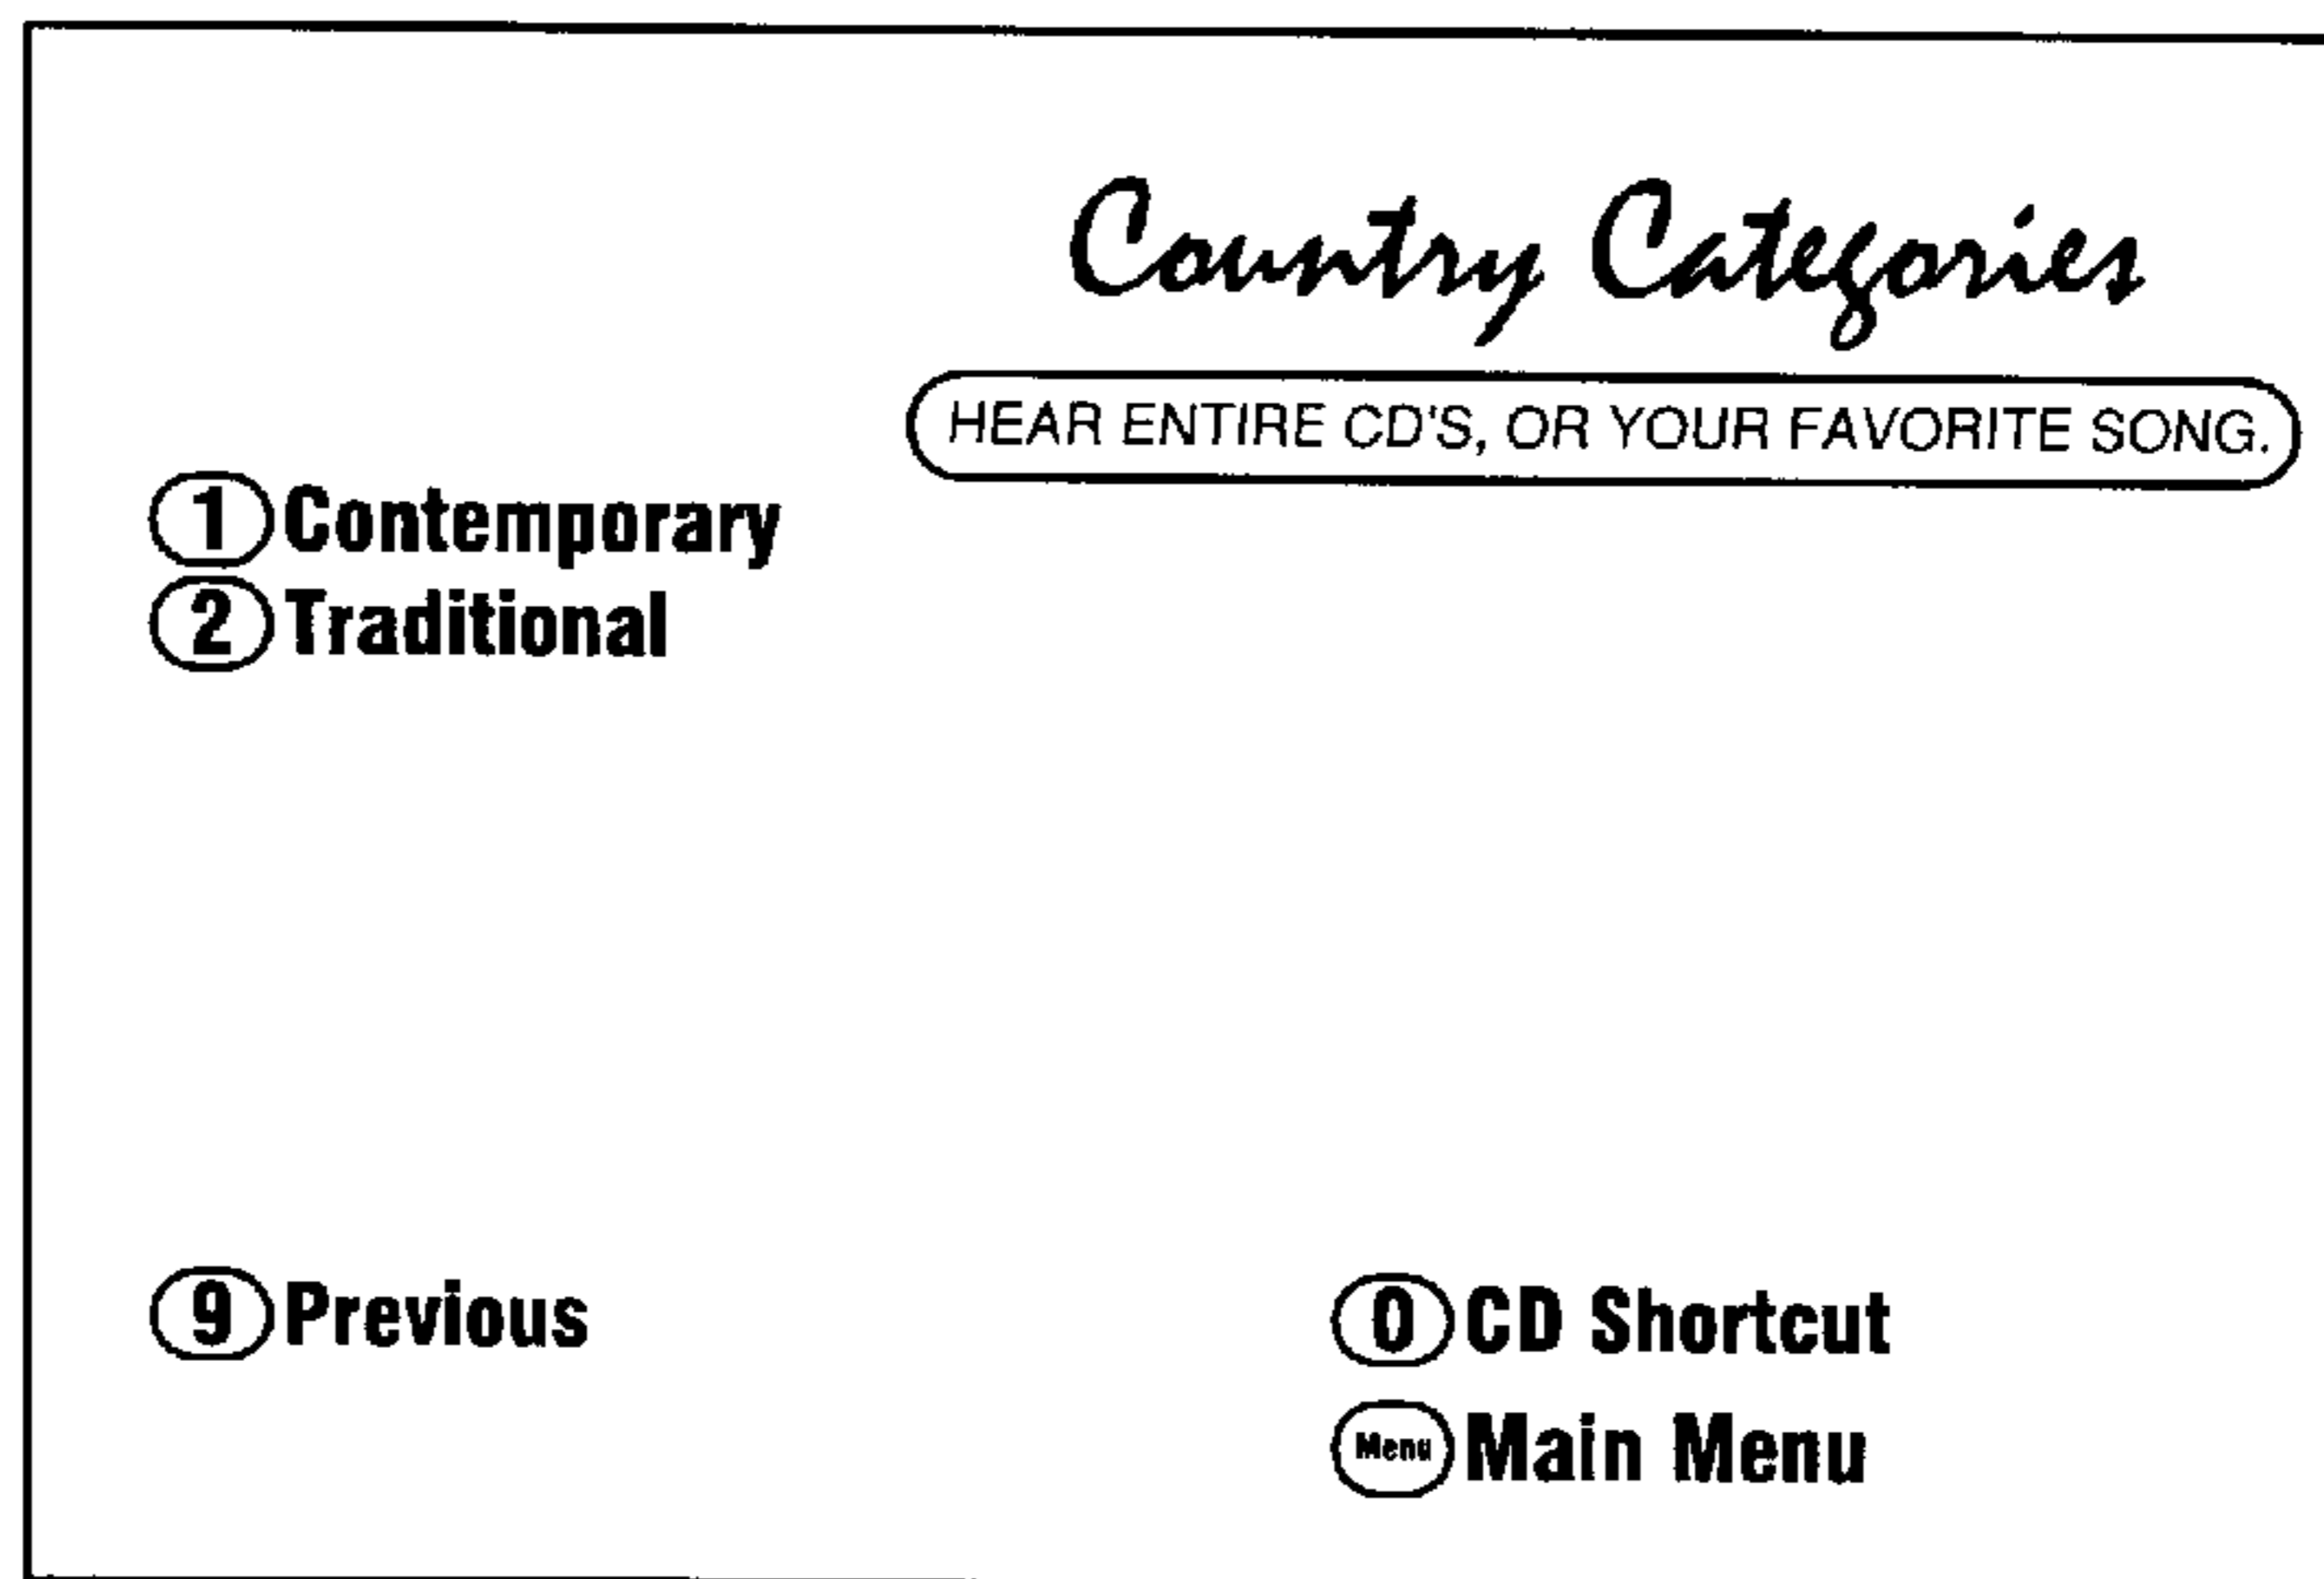 Country Categories
HEAR ENTIRE CD'S, OR YOUR FAVORITE SONG.
1 Contemporary
2 Traditional
9 Previous
0 CD Shortcut
Menu Main Menu